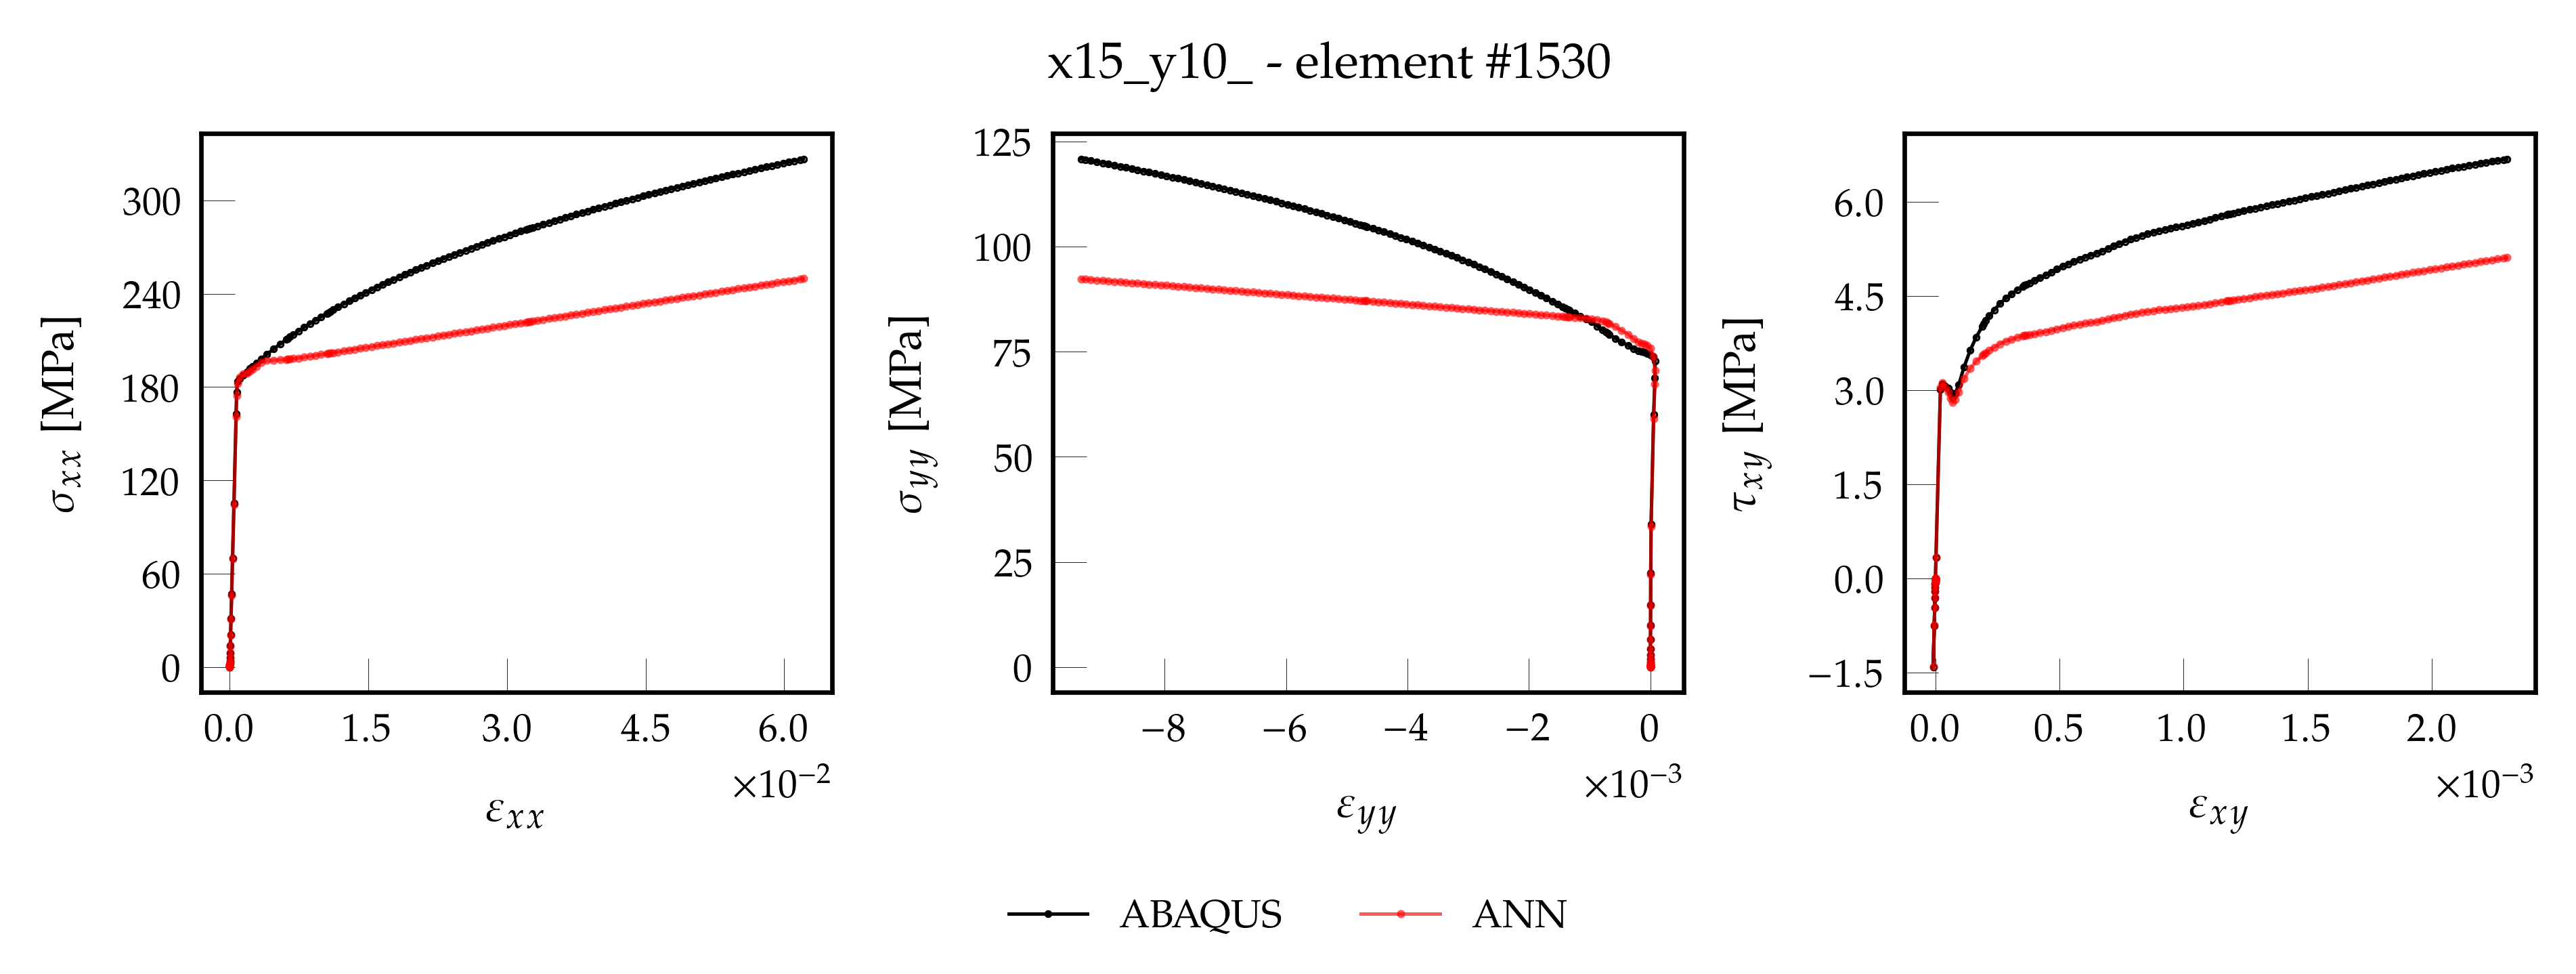 x15_y10_ - element #1530
σxx [MPa]
300
240
180
120
60
0
0.0 1.5 3.0 4.5 6.0
×10−2
εxx
σyy [MPa]
125
100
75
50
25
0
−8 −6 −4 −2 0
×10−3
εyy
τxy [MPa]
6.0
4.5
3.0
1.5
0.0
−1.5
0.0 0.5 1.0 1.5 2.0
×10−3
εxy
ABAQUS ANN